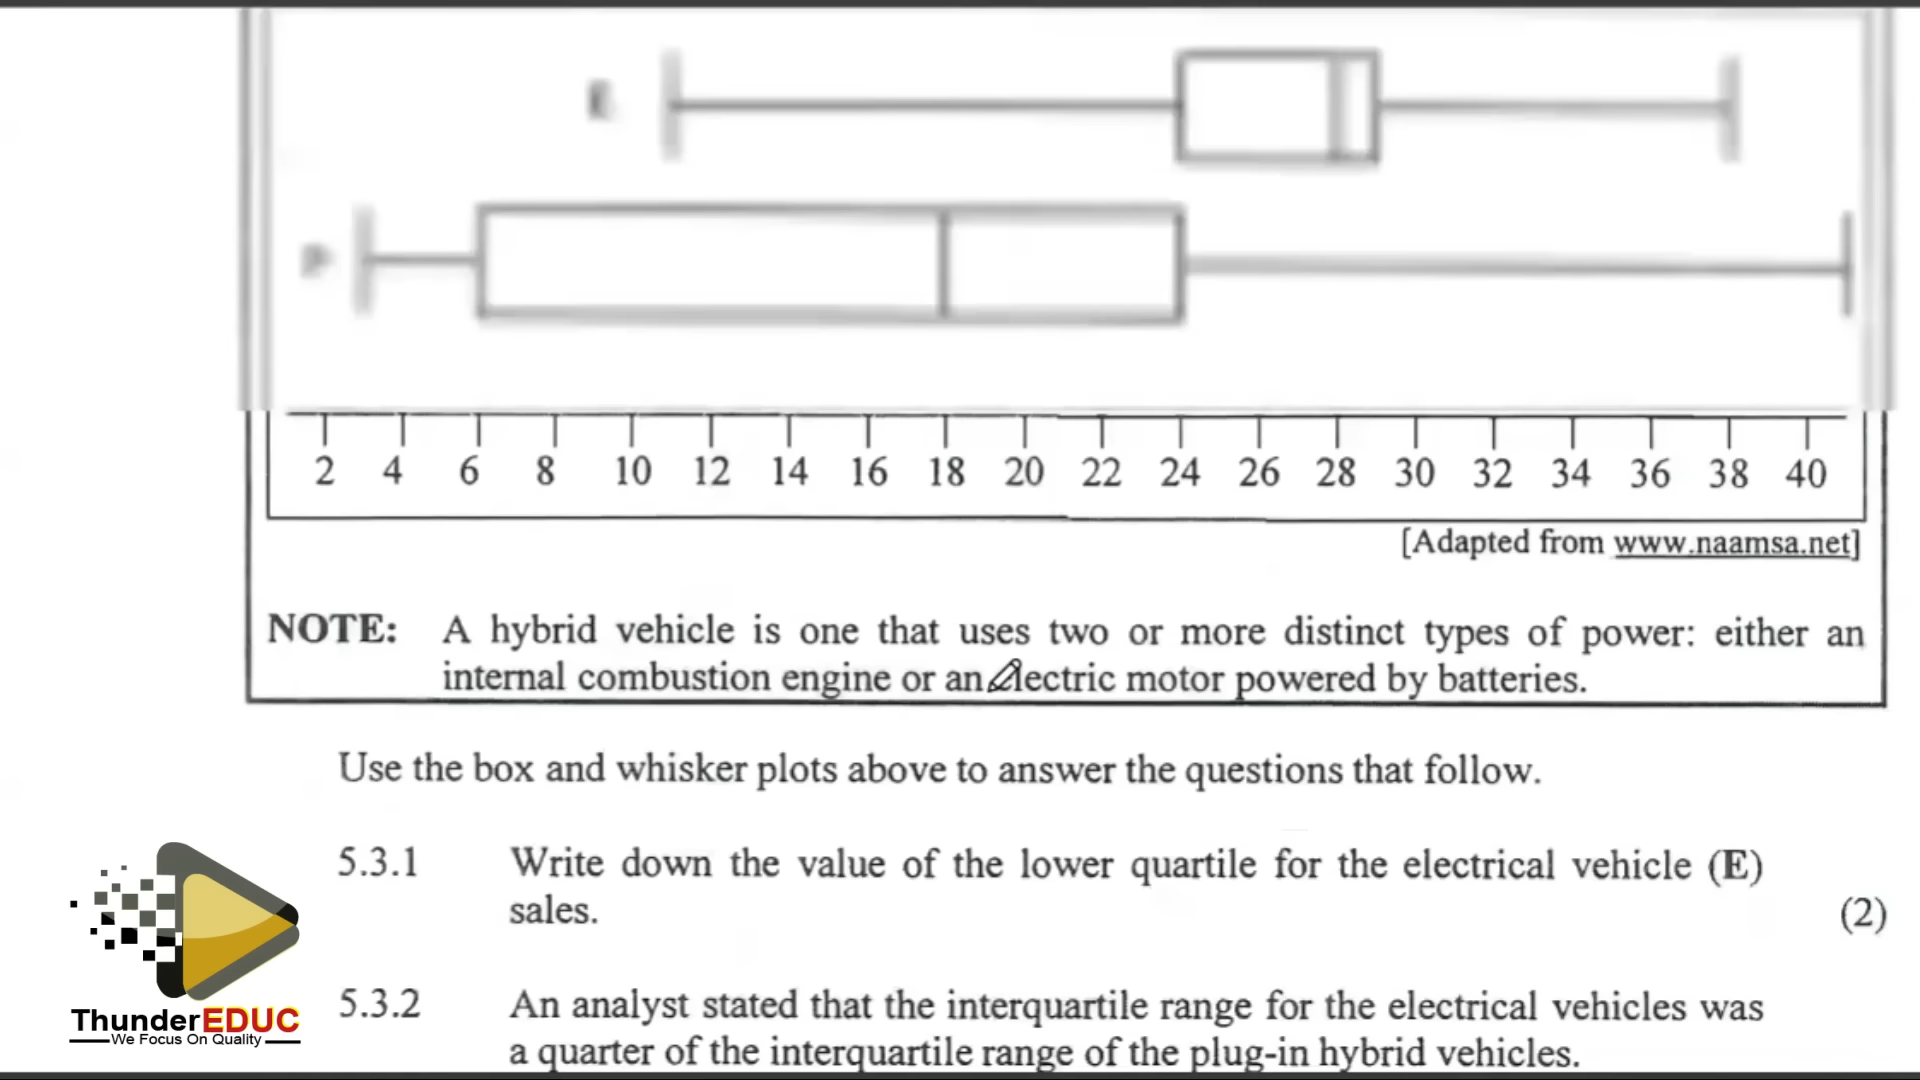 E
P
2 4 6 8 10 12 14 16 18 20 22 24 26 28 30 32 34 36 38 40
[Adapted from www.naamsa.net]
NOTE: A hybrid vehicle is one that uses two or more distinct types of power: either an
internal combustion engine or an electric motor powered by batteries.
Use the box and whisker plots above to answer the questions that follow.
5.3.1 Write down the value of the lower quartile for the electrical vehicle (E)
sales. (2)
5.3.2 An analyst stated that the interquartile range for the electrical vehicles was
a quarter of the interquartile range of the plug-in hybrid vehicles.
ThunderEDUC
We Focus On Quality